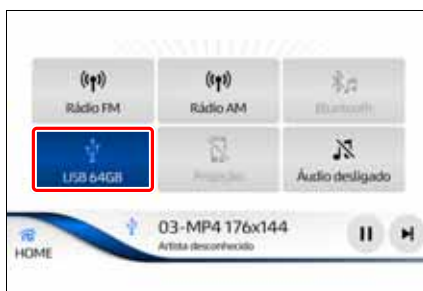 Rádio FM
Rádio AM
Bluetooth
USB 64GB
Projeção
Áudio desligado
03-MP4 176x144
Artista desconhecido
HOME